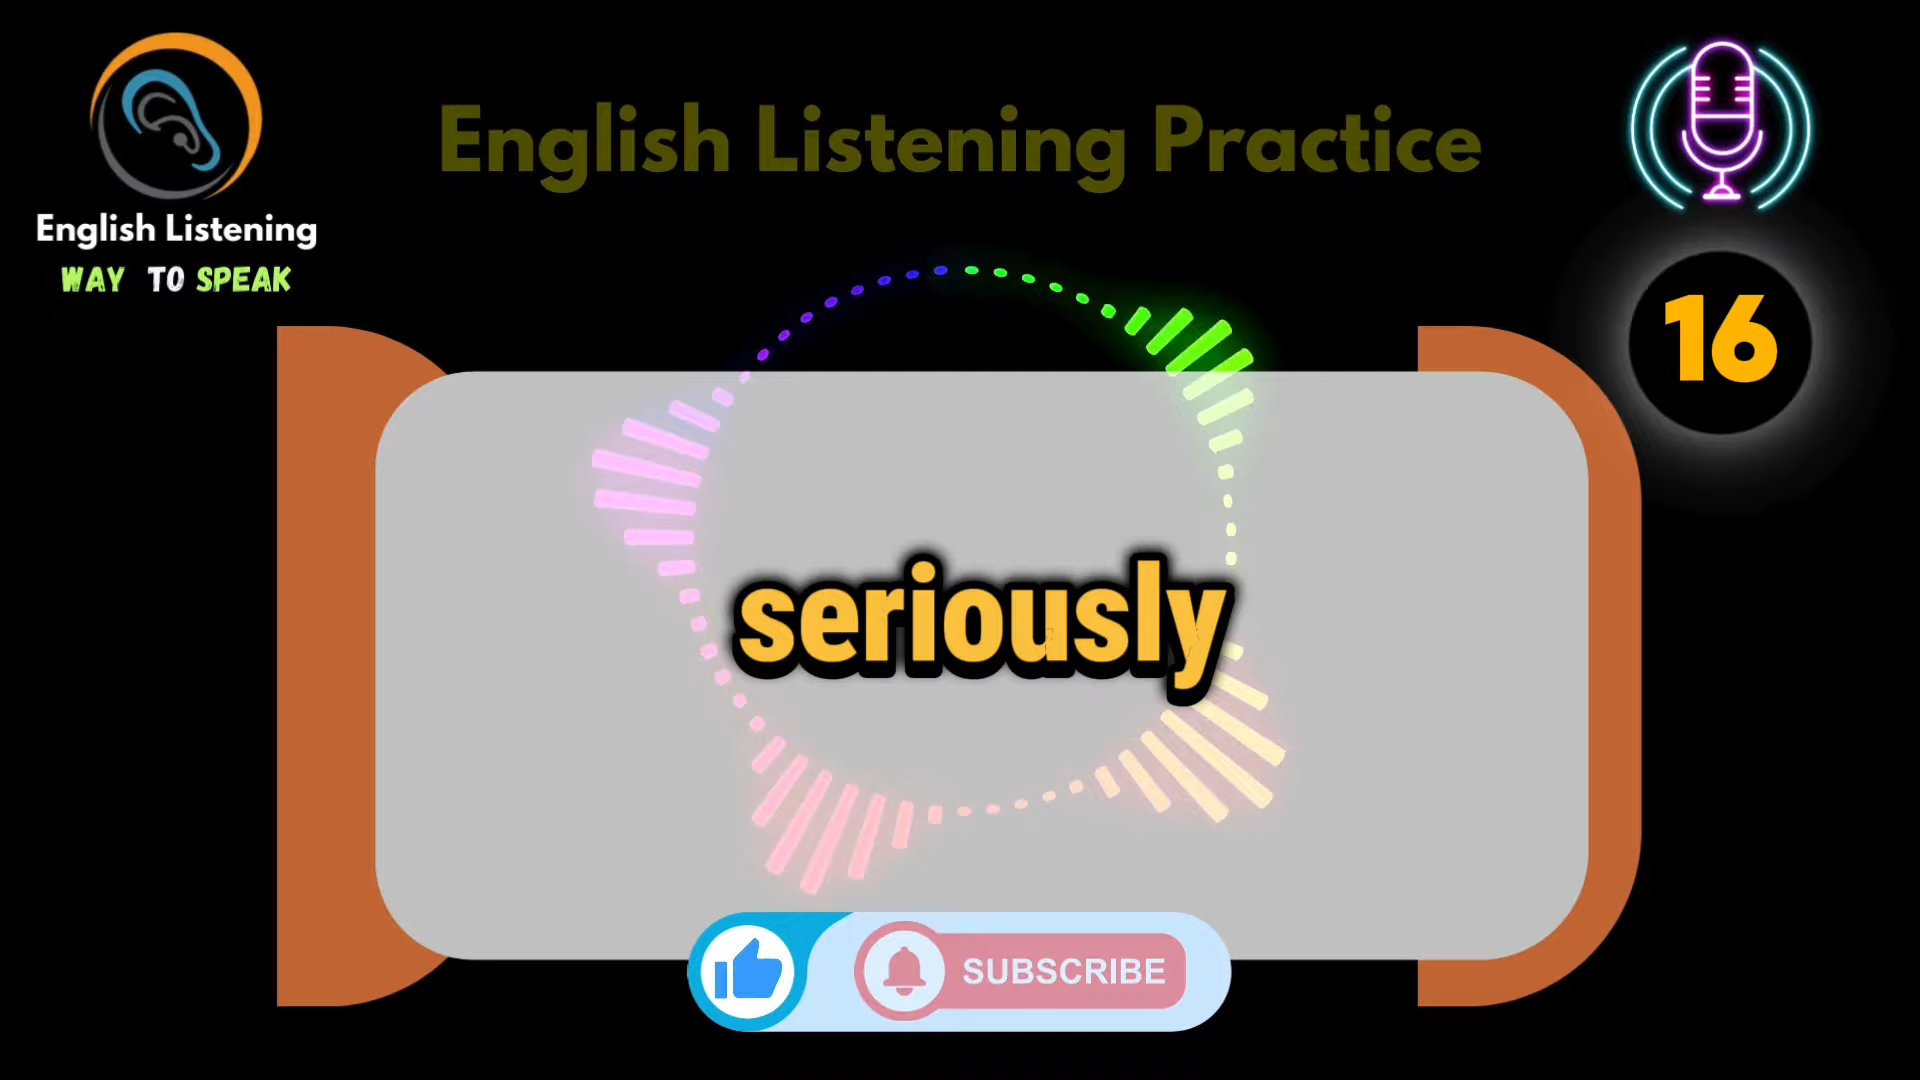 English Listening Practice
English Listening
WAY TO SPEAK
16
seriously
SUBSCRIBE